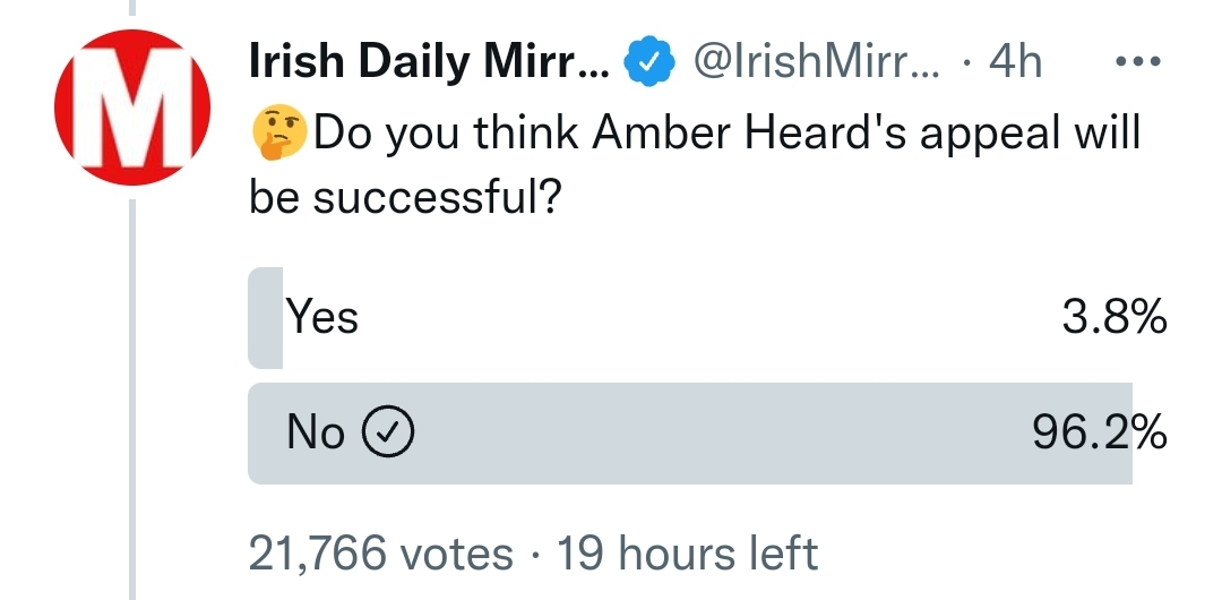 M
Irish Daily Mirr... @IrishMirr... · 4h
🤔Do you think Amber Heard's appeal will
be successful?
Yes 3.8%
No 96.2%
21,766 votes · 19 hours left